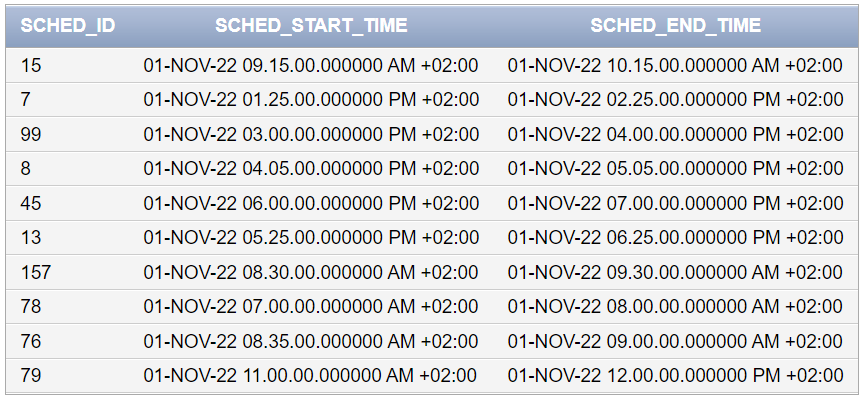 SCHED_ID SCHED_START_TIME SCHED_END_TIME
15 01-NOV-22 09.15.00.000000 AM +02:00 01-NOV-22 10.15.00.000000 AM +02:00
7 01-NOV-22 01.25.00.000000 PM +02:00 01-NOV-22 02.25.00.000000 PM +02:00
99 01-NOV-22 03.00.00.000000 PM +02:00 01-NOV-22 04.00.00.000000 PM +02:00
8 01-NOV-22 04.05.00.000000 PM +02:00 01-NOV-22 05.05.00.000000 PM +02:00
45 01-NOV-22 06.00.00.000000 PM +02:00 01-NOV-22 07.00.00.000000 PM +02:00
13 01-NOV-22 05.25.00.000000 PM +02:00 01-NOV-22 06.25.00.000000 PM +02:00
157 01-NOV-22 08.30.00.000000 AM +02:00 01-NOV-22 09.30.00.000000 AM +02:00
78 01-NOV-22 07.00.00.000000 AM +02:00 01-NOV-22 08.00.00.000000 AM +02:00
76 01-NOV-22 08.35.00.000000 AM +02:00 01-NOV-22 09.00.00.000000 AM +02:00
79 01-NOV-22 11.00.00.000000 AM +02:00 01-NOV-22 12.00.00.000000 PM +02:00